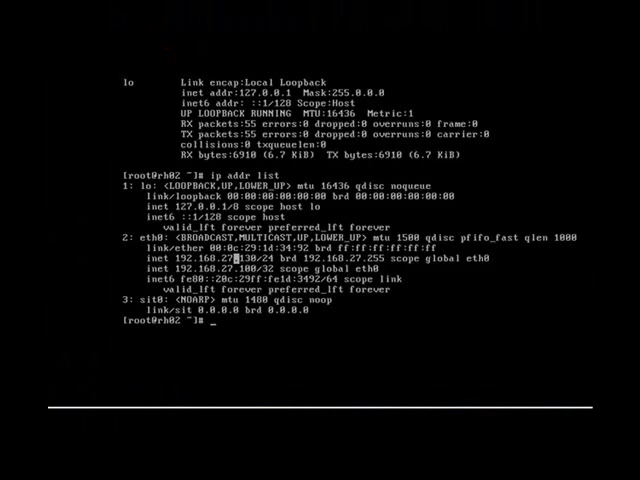 lo Link encap:Local Loopback
inet addr:127.0.0.1 Mask:255.0.0.0
inet6 addr: ::1/128 Scope:Host
UP LOOPBACK RUNNING MTU:16436 Metric:1
RX packets:55 errors:0 dropped:0 overruns:0 frame:0
TX packets:55 errors:0 dropped:0 overruns:0 carrier:0
collisions:0 txqueuelen:0
RX bytes:6910 (6.7 KiB) TX bytes:6910 (6.7 KiB)
[root@rh02 ~]# ip addr list
1: lo: <LOOPBACK,UP,LOWER_UP> mtu 16436 qdisc noqueue
link/loopback 00:00:00:00:00:00 brd 00:00:00:00:00:00
inet 127.0.0.1/8 scope host lo
inet6 ::1/128 scope host
valid_lft forever preferred_lft forever
2: eth0: <BROADCAST,MULTICAST,UP,LOWER_UP> mtu 1500 qdisc pfifo_fast qlen 1000
link/ether 00:0c:29:1d:34:92 brd ff:ff:ff:ff:ff:ff
inet 192.168.27.130/24 brd 192.168.27.255 scope global eth0
inet 192.168.27.100/32 scope global eth0
inet6 fe80::20c:29ff:fe1d:3492/64 scope link
valid_lft forever preferred_lft forever
3: sit0: <NOARP> mtu 1480 qdisc noop
link/sit 0.0.0.0 brd 0.0.0.0
[root@rh02 ~]# _